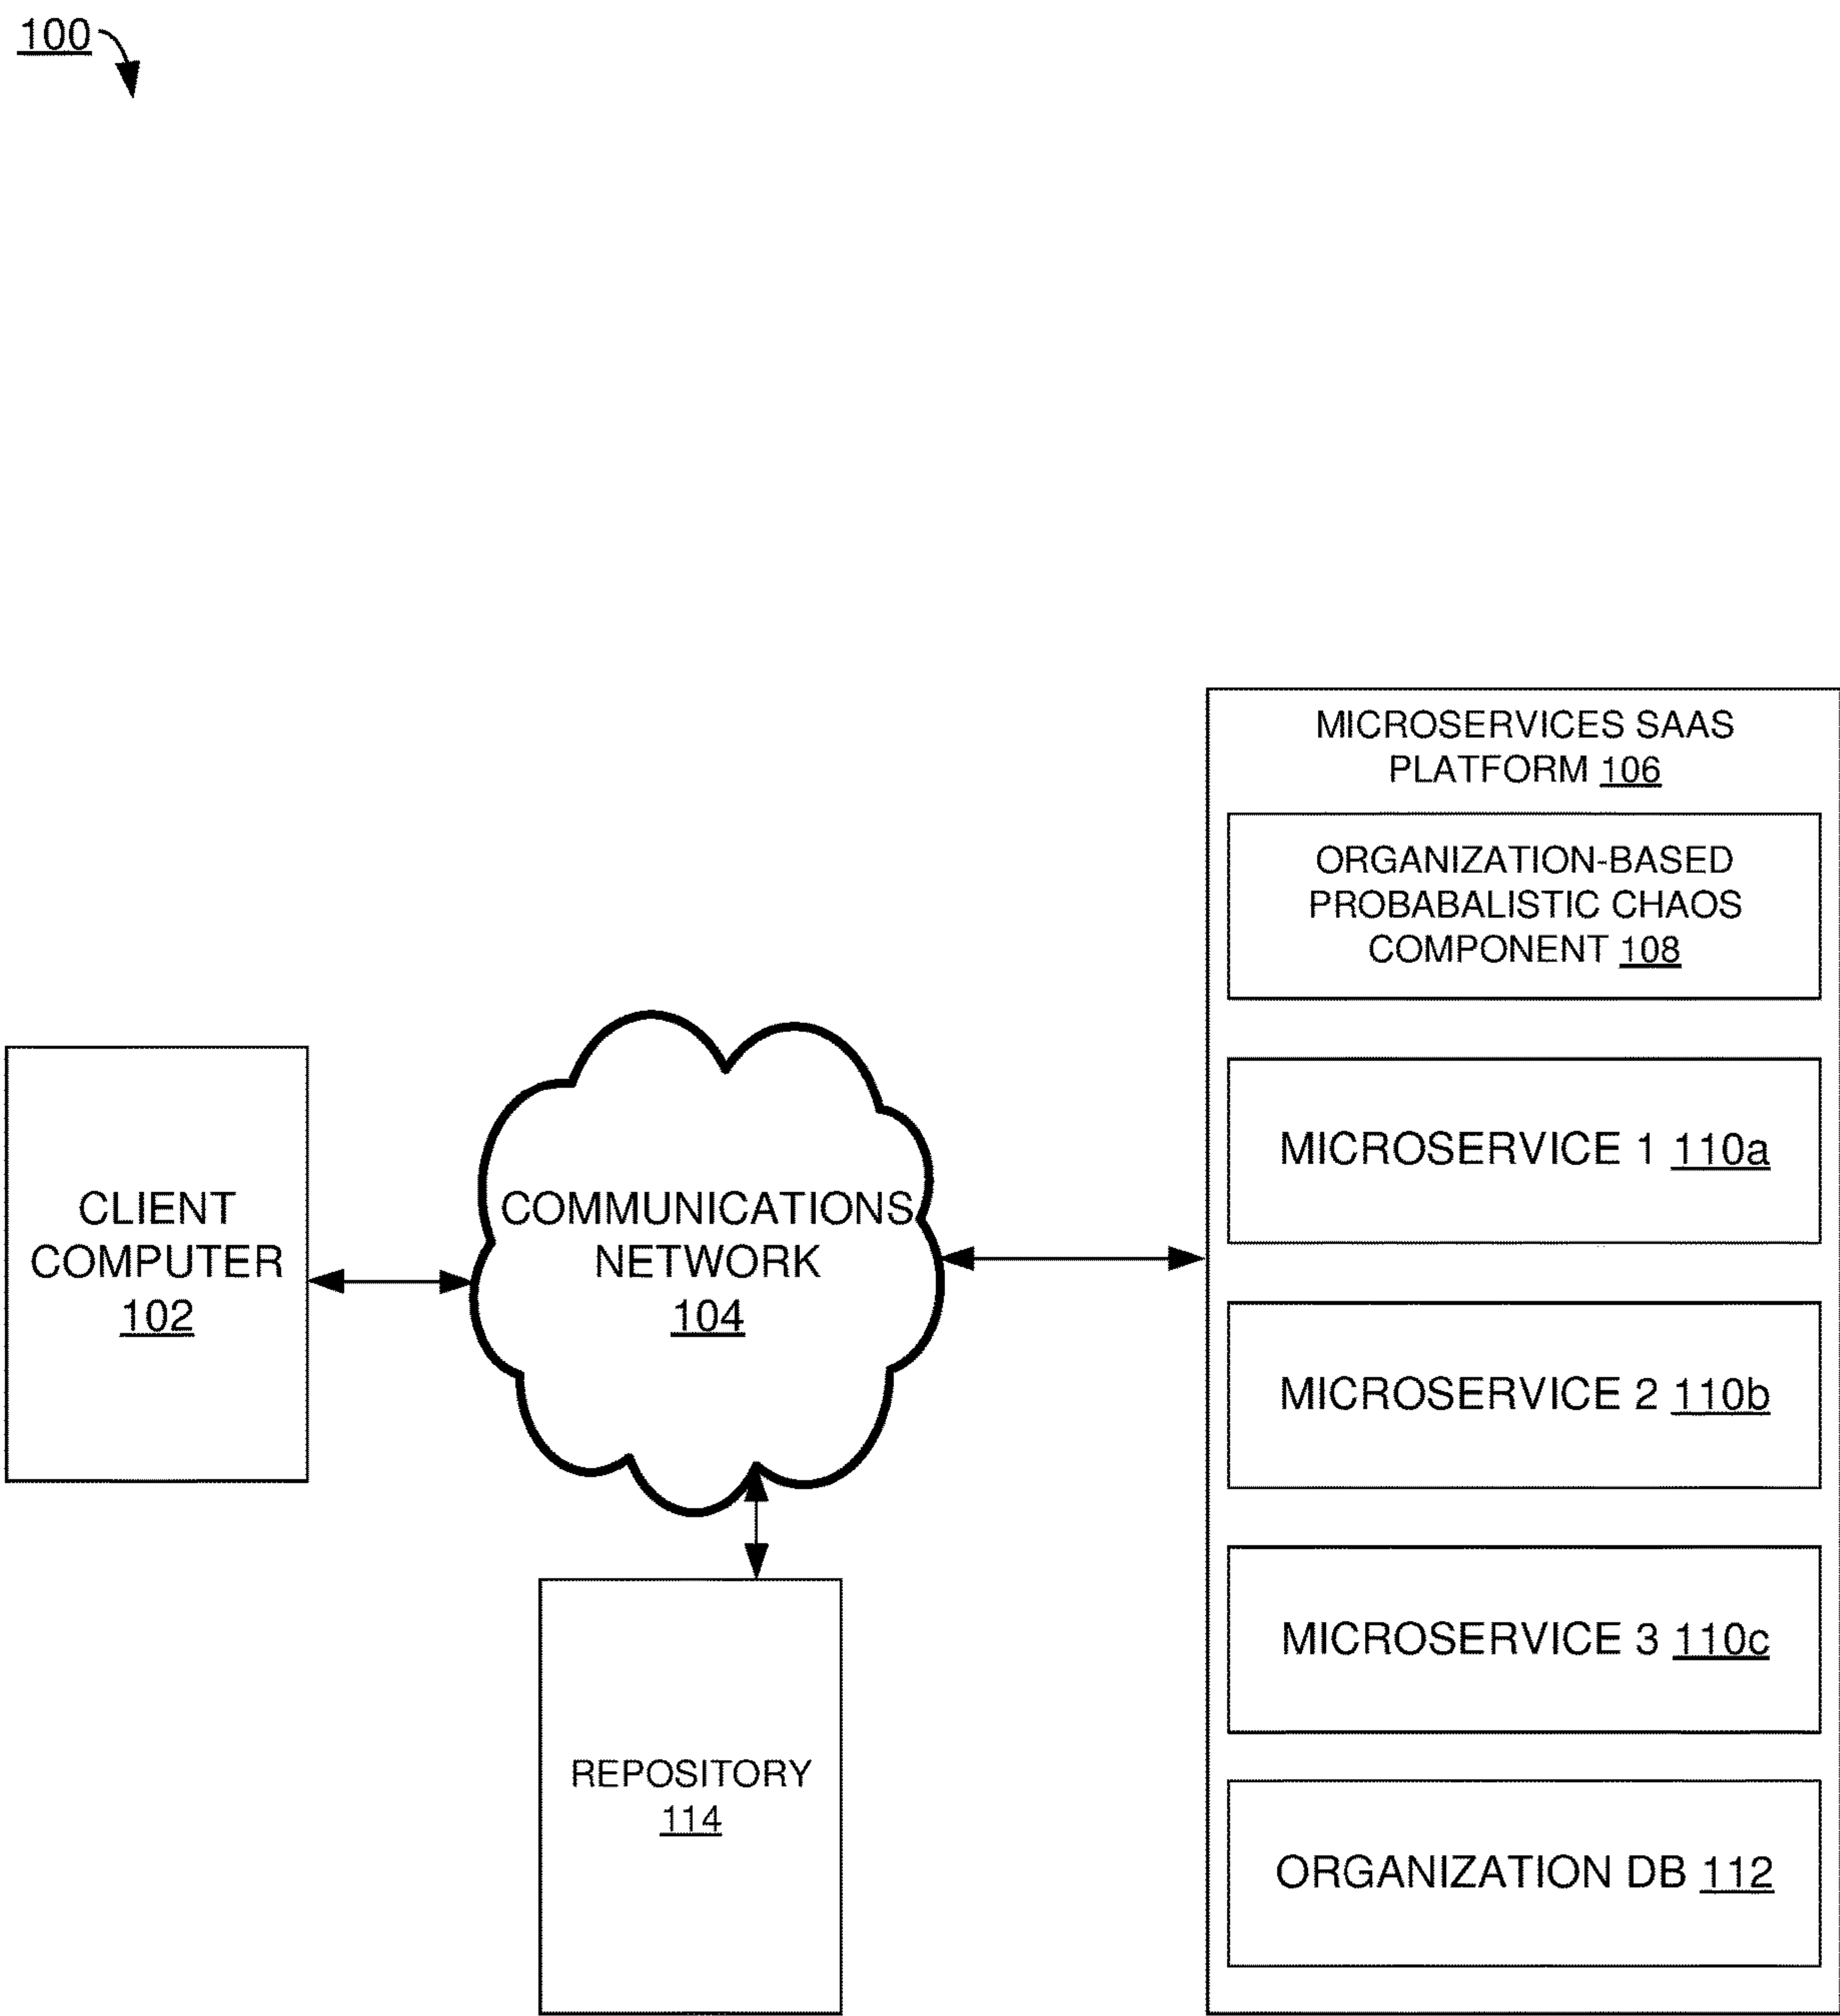 100
MICROSERVICES SAAS
PLATFORM 106
ORGANIZATION-BASED
PROBABALISTIC CHAOS
COMPONENT 108
MICROSERVICE 1 110a
MICROSERVICE 2 110b
MICROSERVICE 3 110c
ORGANIZATION DB 112
CLIENT
COMPUTER
102
COMMUNICATIONS
NETWORK
104
REPOSITORY
114